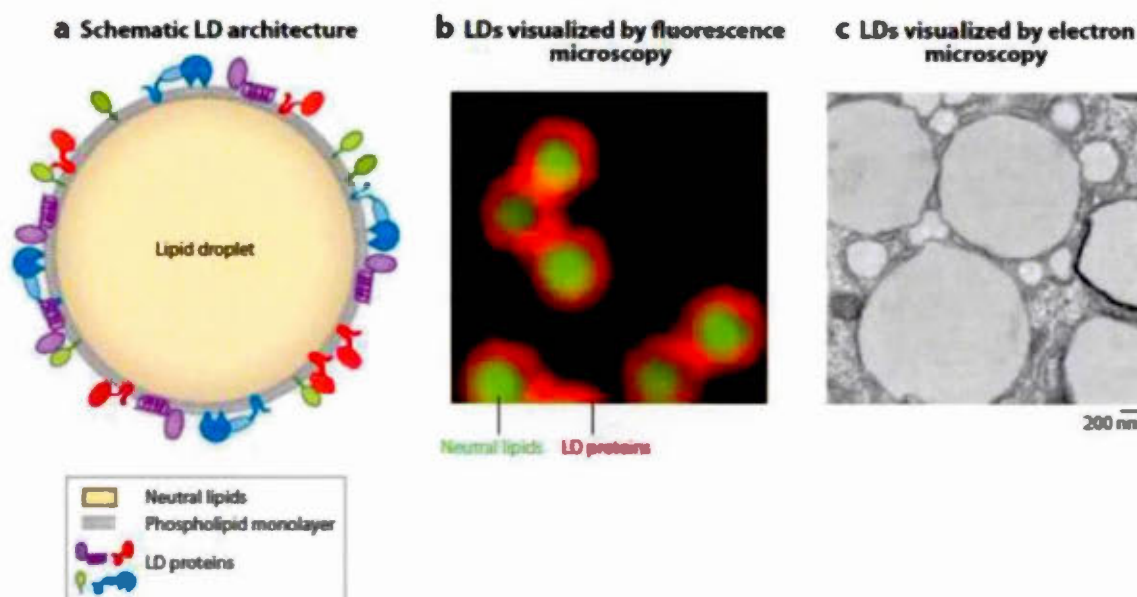 a Schematic LD architecture
Lipid droplet
Neutral lipids
Phospholipid monolayer
LD proteins
b LDs visualized by fluorescence
microscopy
Neutral lipids LD proteins
c LDs visualized by electron
microscopy
200 nm